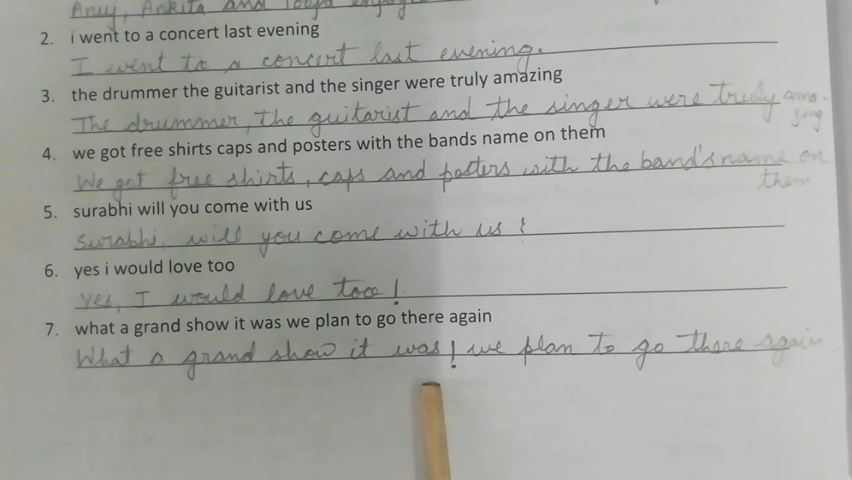 Anuj, Ankita and
2. i went to a concert last evening
I went to a concert last evening.
3. the drummer the guitarist and the singer were truly amazing
The drummer, the guitarist and the singer were truly ama-
zing
4. we got free shirts caps and posters with the bands name on them
We got free shirts, caps and posters with the band's name on
them
5. surabhi will you come with us
Surabhi, will you come with us ?
6. yes i would love too
yes, I would love too!
7. what a grand show it was we plan to go there again
What a grand show it was! we plan to go there again